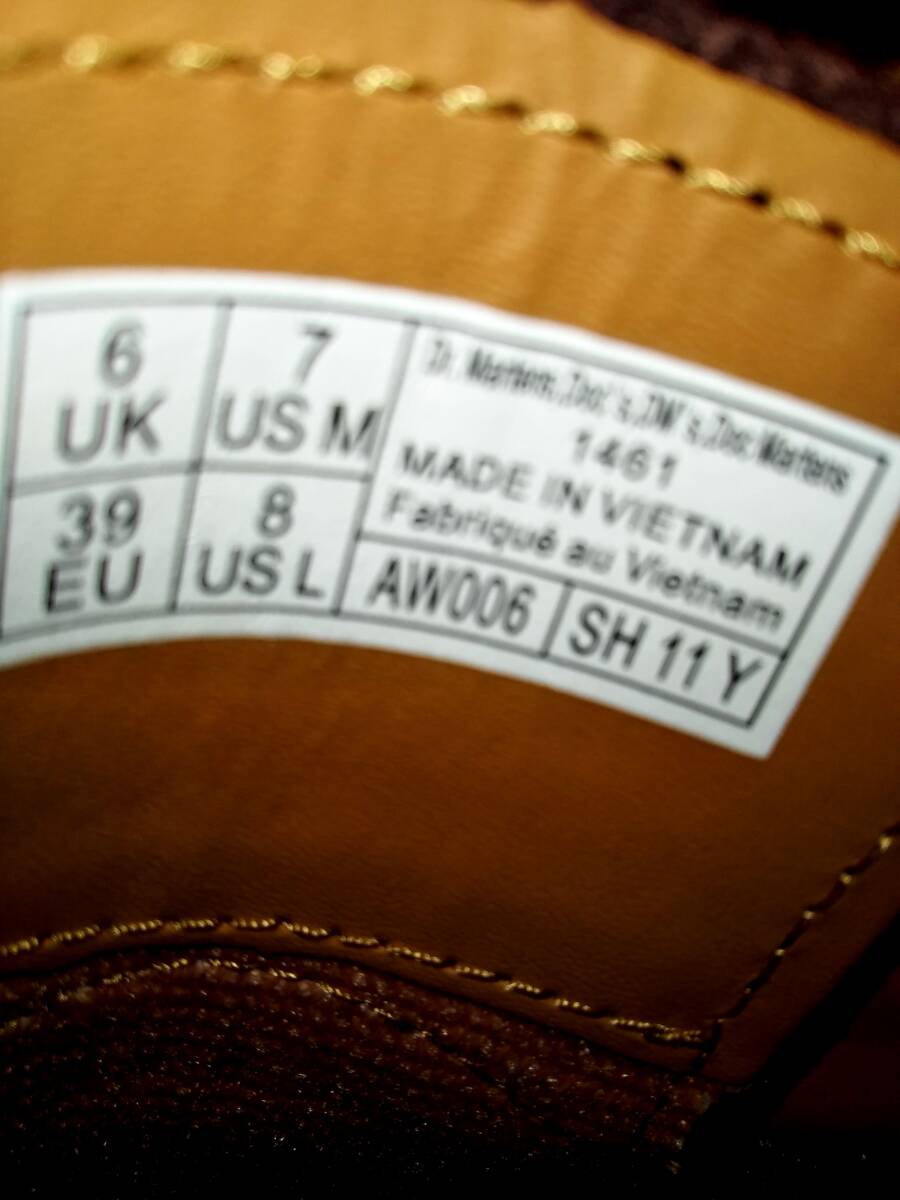 6
UK
7
US M
39
EU
8
US L
Dr. Martens,Doc's,DM's,Doc Martens
1461
MADE IN VIETNAM
Fabriqué au Vietnam
AW006
SH 11 Y